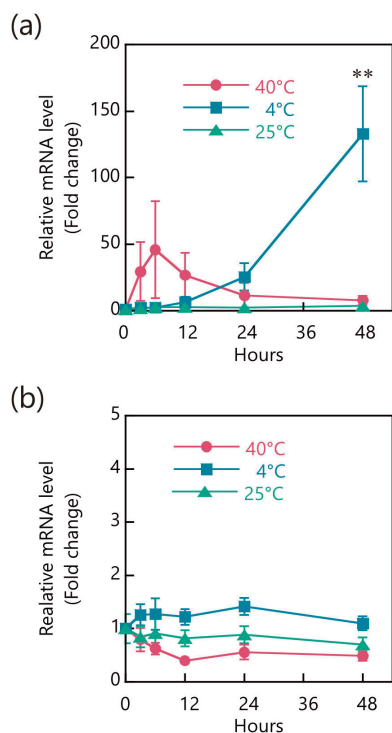 (a)
Relative mRNA level
(Fold change)
200
150
100
50
0
40°C
4°C
25°C
**
0 12 24 36 48
Hours
(b)
Realative mRNA level
(Fold change)
5
4
3
2
1
0
40°C
4°C
25°C
0 12 24 36 48
Hours